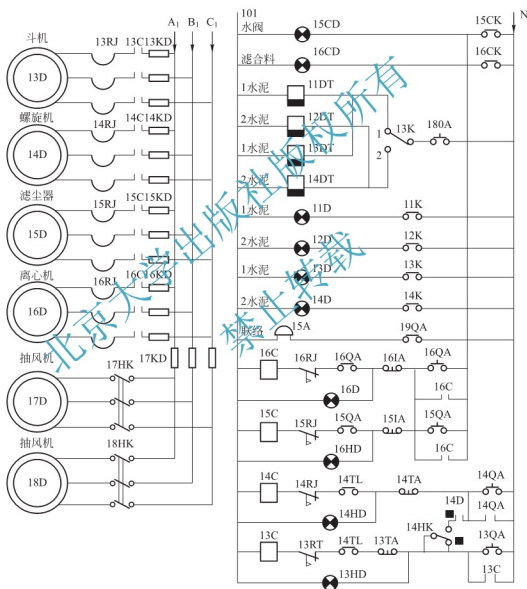 A₁ B₁ C₁
斗机
13RJ 13C13KD
13D
螺旋机
14RJ 14C14KD
14D
滤尘器
15RJ 15C15KD
15D
离心机
16RJ 16C16KD
16D
抽风机
17HK 17KD
17D
抽风机
18HK
18D
101 N
水阀 15CD 15CK
滤合料 16CD 16CK
1水泥 11DT
2水泥 12DT
1 13K 180A
1水泥 13DT
2
2水泥 14DT
1水泥 11D 11K
2水泥 12D 12K
1水泥 13D 13K
2水泥 14D 14K
联络 15A 19QA
16C 16RJ 16QA 16IA 16QA
16C
16D
15C 15RJ 15QA 15IA 15QA
16C
16HD
14C 14RJ 14TL 14TA 14QA
14D 14QA
14HD
14HK
13C 13RT 14TL 13TA 13QA
13C
13HD
北京大学出版社版权所有
禁止转载